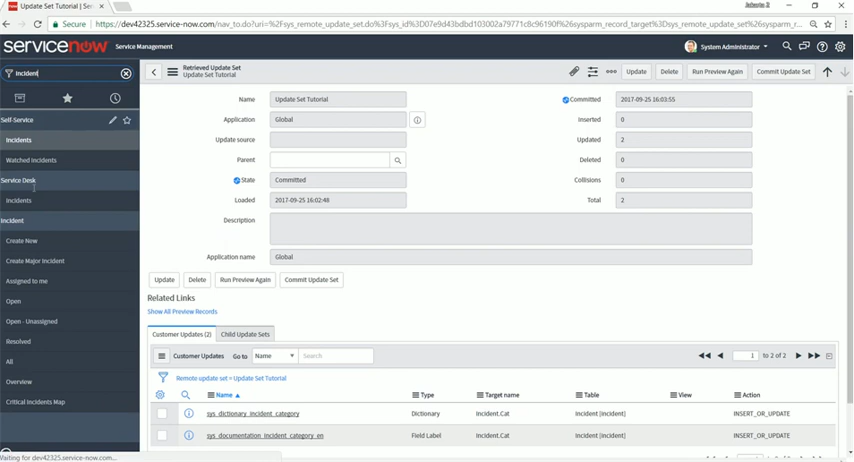 Update Set Tutorial | Serv
Secure https://dev42325.service-now.com/nav_to.do?uri=%2Fsys_remote_update_set.do%3Fsys_id%3D07e9d43bdbd103002a79771c8c96190f%26sysparm_record_target%3Dsys_remote_update_set%26sysparm_r...
servicenow Service Management System Administrator
incident
Retrieved Update Set
Update Set Tutorial
Update Delete Run Preview Again Commit Update Set
Self-Service
Incidents
Watched Incidents
Service Desk
Incidents
Incident
Create New
Create Major Incident
Assigned to me
Open
Open - Unassigned
Resolved
All
Overview
Critical Incidents Map
Name Update Set Tutorial Committed 2017-09-25 16:03:55
Application Global Inserted 0
Update source Updated 2
Parent Deleted 0
State Committed Collisions 0
Loaded 2017-09-25 16:02:48 Total 2
Description
Application name Global
Update Delete Run Preview Again Commit Update Set
Related Links
Show All Preview Records
Customer Updates (2) Child Update Sets
Customer Updates Go to Name Search 1 to 2 of 2
Remote update set = Update Set Tutorial
Name Type Target name Table View Action
sys_dictionary_incident_category Dictionary Incident.Cat Incident [incident] INSERT_OR_UPDATE
sys_documentation_incident_category_en Field Label Incident.Cat Incident [incident] INSERT_OR_UPDATE
Waiting for dev42325.service-now.com...